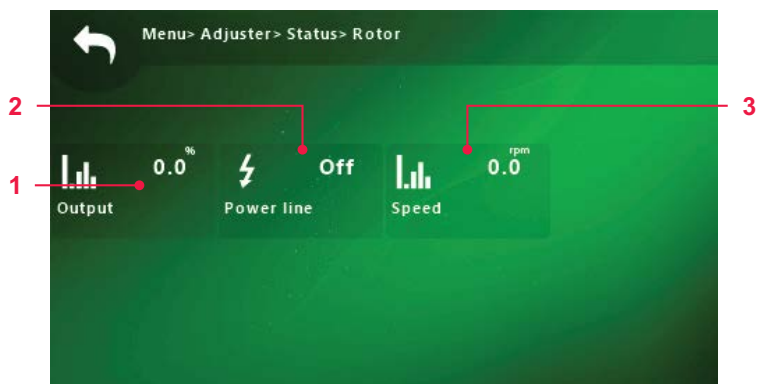 Menu> Adjuster> Status> Rotor
2
3
1
% 0.0
Output
Off
Power line
rpm 0.0
Speed